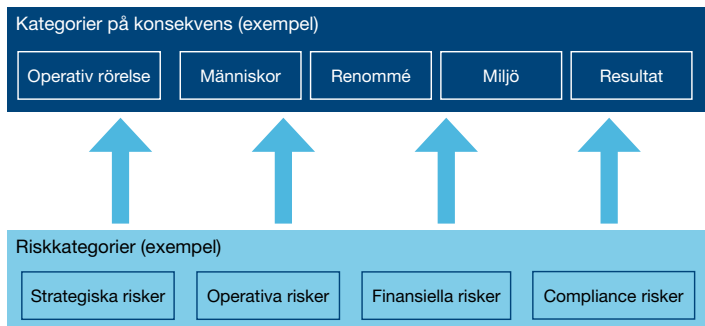 Kategorier på konsekvens (exempel)
Operativ rörelse
Människor
Renommé
Miljö
Resultat
Riskkategorier (exempel)
Strategiska risker
Operativa risker
Finansiella risker
Compliance risker